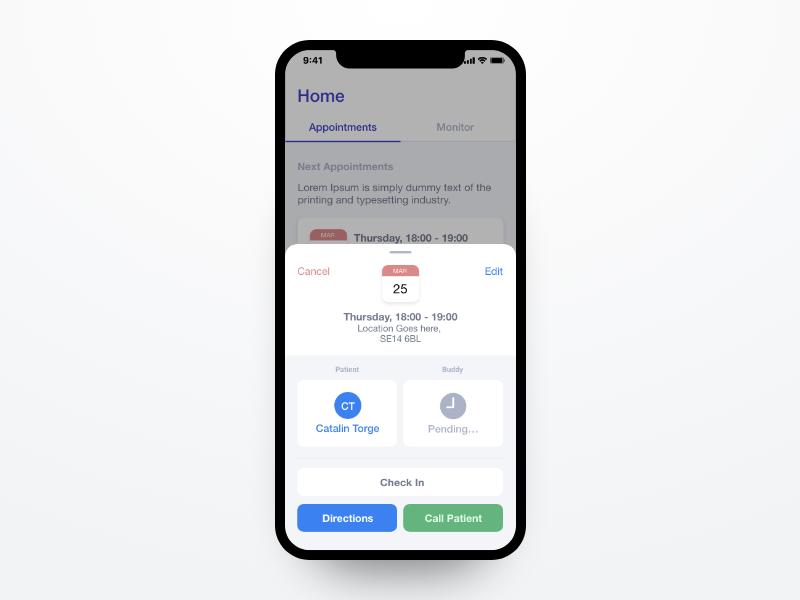 9:41
Home
Appointments
Monitor
Next Appointments
Lorem Ipsum is simply dummy text of the
printing and typesetting industry.
MAR
Thursday, 18:00 - 19:00
Cancel
MAR
Edit
25
Thursday, 18:00 - 19:00
Location Goes here,
SE14 6BL
Patient
Buddy
CT
Catalin Torge
Pending...
Check In
Directions
Call Patient